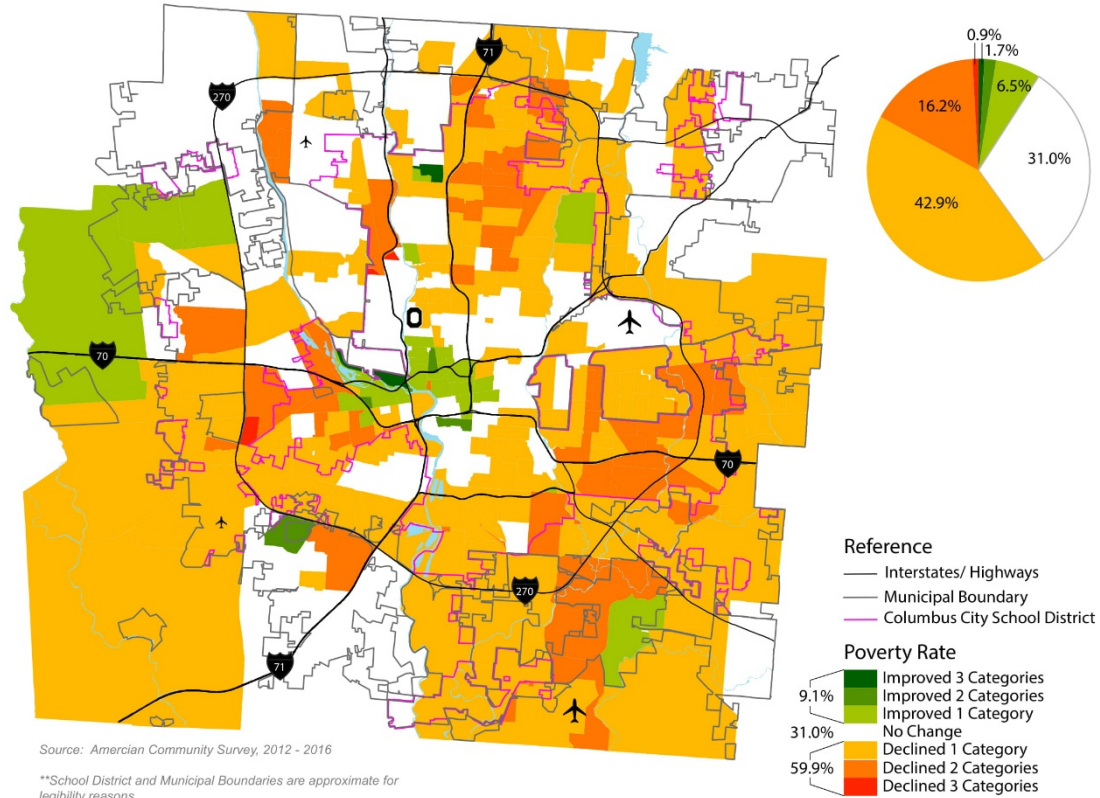 0.9%
1.7%
6.5%
16.2%
31.0%
42.9%
71
270
70
70
270
71
Reference
Interstates/ Highways
Municipal Boundary
Columbus City School District
Poverty Rate
Improved 3 Categories
9.1% Improved 2 Categories
Improved 1 Category
31.0% No Change
Declined 1 Category
59.9% Declined 2 Categories
Declined 3 Categories
Source: Amercian Community Survey, 2012 - 2016
**School District and Municipal Boundaries are approximate for
legibility reasons